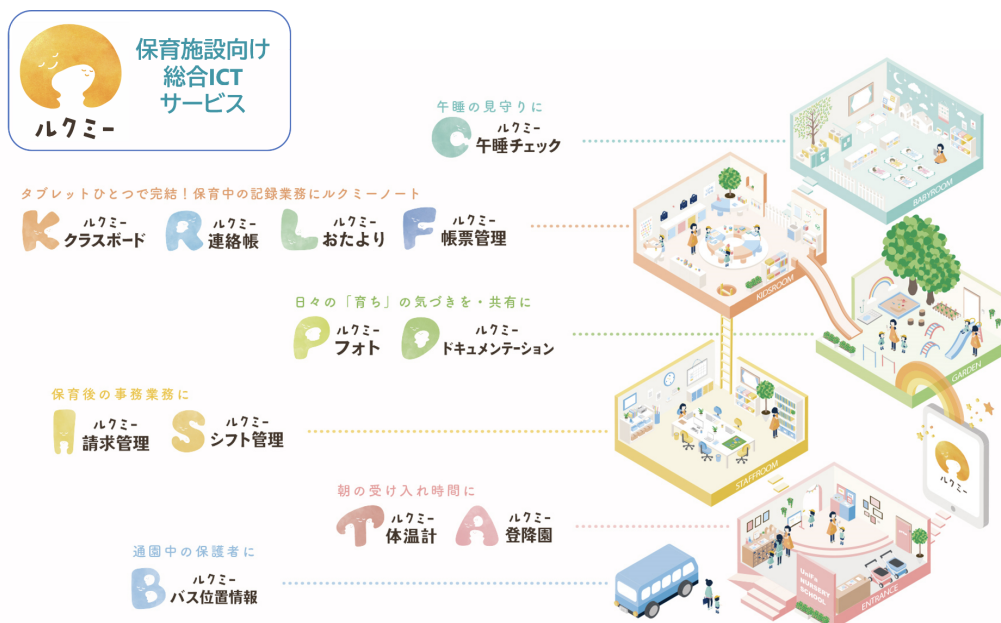 保育施設向け
総合ICT
サービス
ルクミー
午睡の見守りに
C ルクミー
午睡チェック
BABYROOM
タブレットひとつで完結！保育中の記録業務にルクミーノート
K ルクミー
クラスボード
R ルクミー
連絡帳
L ルクミー
おたより
F ルクミー
帳票管理
KIDSROOM
日々の「育ち」の気づきを・共有に
P ルクミー
フォト
D ルクミー
ドキュメンテーション
GARDEN
保育後の事務業務に
ルクミー
請求管理
S ルクミー
シフト管理
STAFFROOM
ルクミー
朝の受け入れ時間に
T ルクミー
体温計
A ルクミー
登降園
UniFa
NURSERY
SCHOOL
ENTRANCE
通園中の保護者に
B ルクミー
バス位置情報